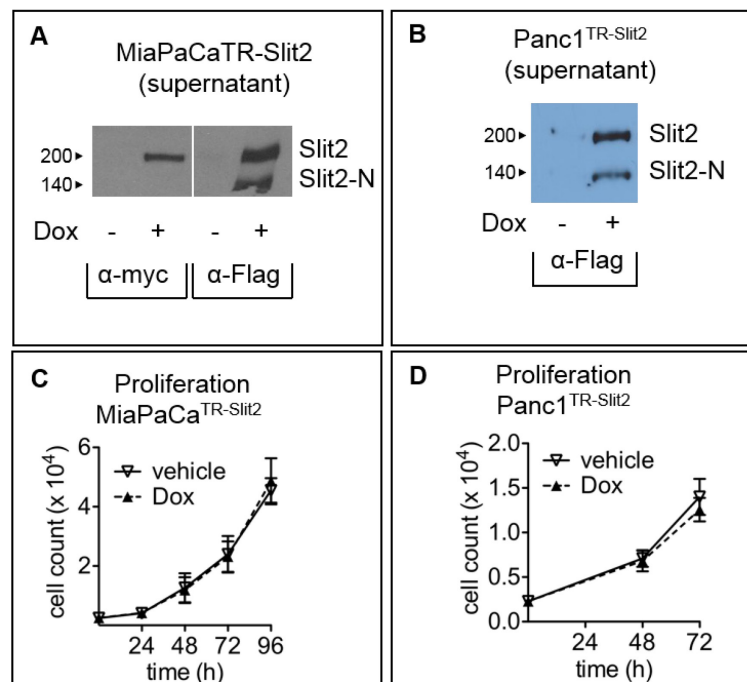 A
MiaPaCaTR-Slit2
(supernatant)
200
140
Slit2
Slit2-N
Dox - + - +
α-myc α-Flag
B
Panc1TR-Slit2
(supernatant)
200
140
Slit2
Slit2-N
Dox - +
α-Flag
C
Proliferation
MiaPaCaTR-Slit2
cell count (x 10⁴)
6
4
2
vehicle
Dox
24 48 72 96
time (h)
D
Proliferation
Panc1TR-Slit2
cell count (x 10⁴)
2.0
1.5
1.0
0.5
0.0
vehicle
Dox
24 48 72
time (h)